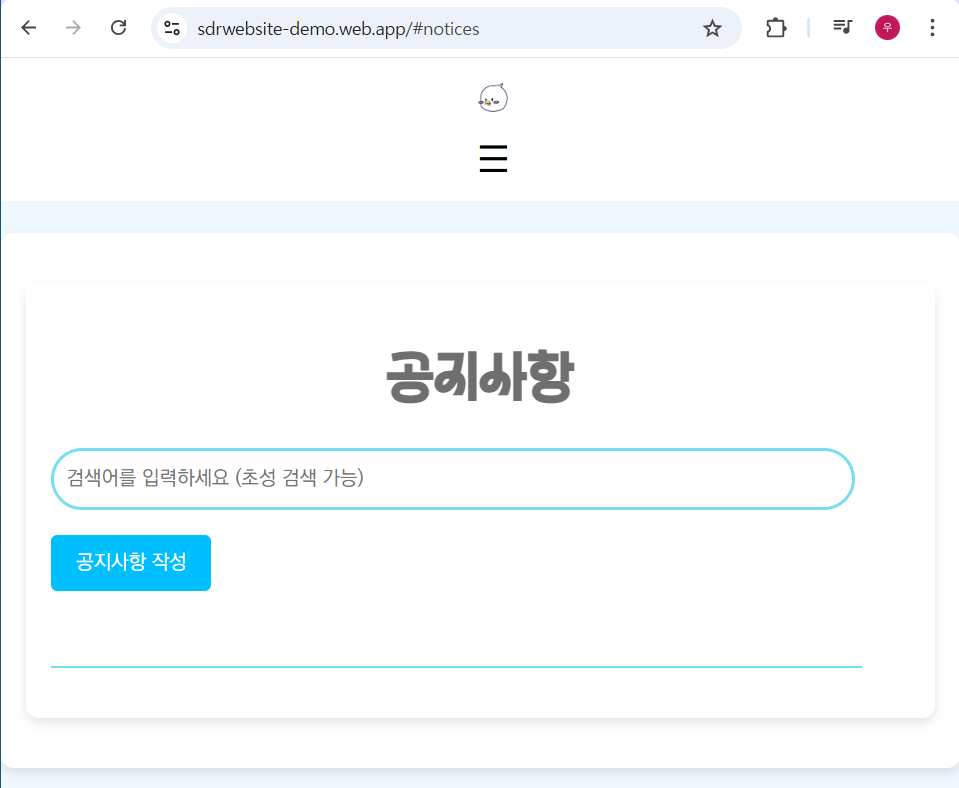 sdrwebsite-demo.web.app/#notices
우
공지사항
검색어를 입력하세요 (초성 검색 가능)
공지사항 작성